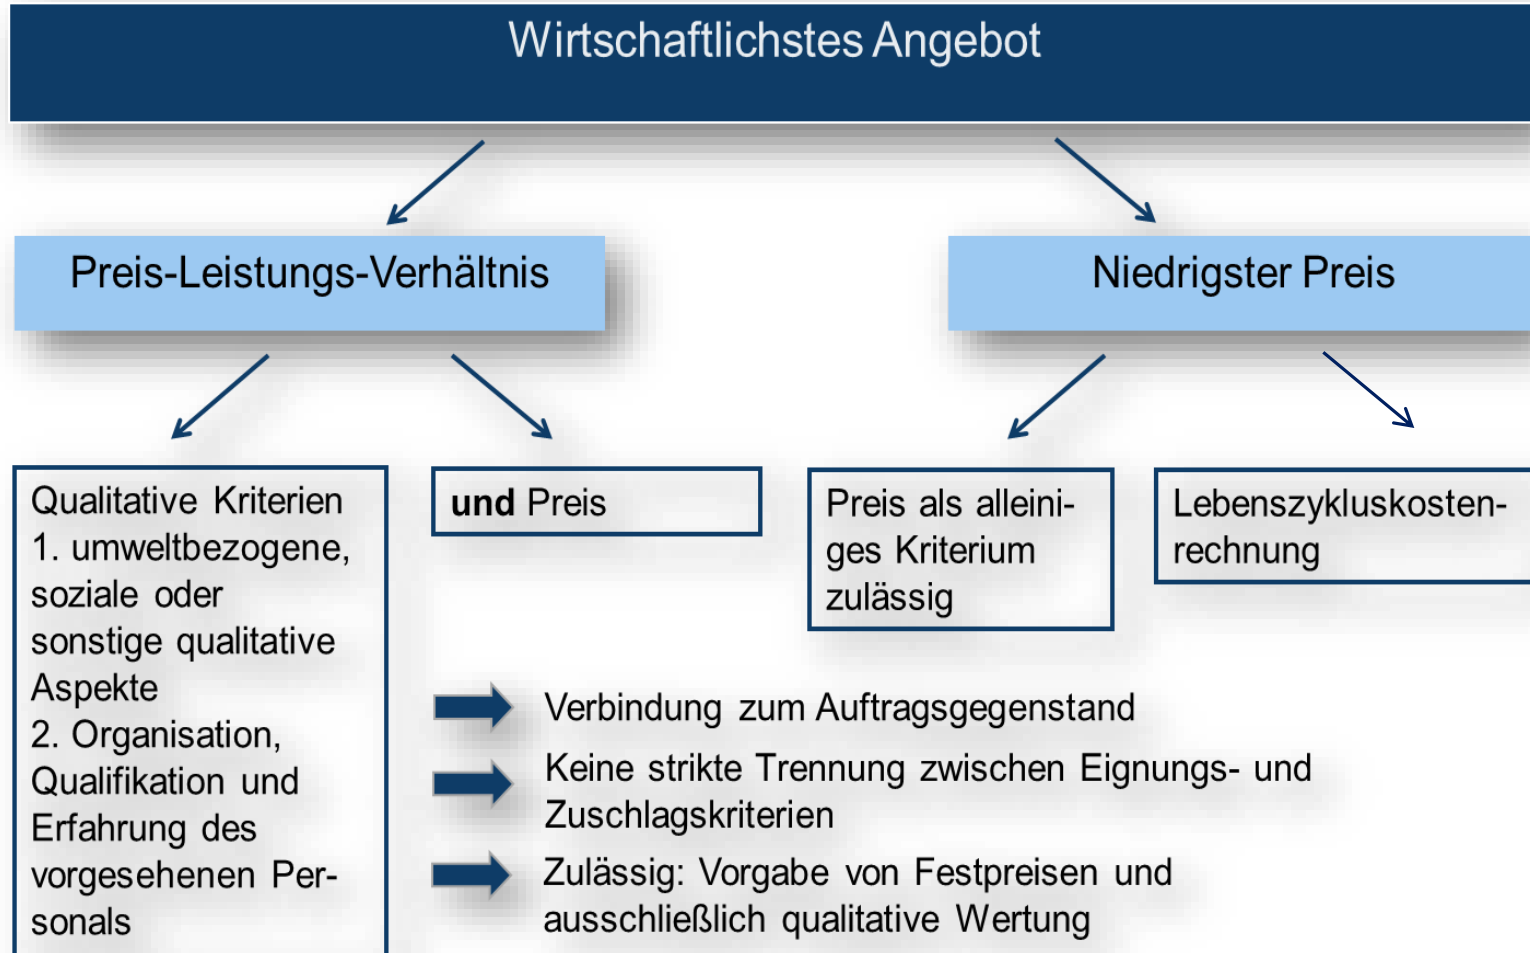 Wirtschaftlichstes Angebot
Preis-Leistungs-Verhältnis
Niedrigster Preis
Qualitative Kriterien
1. umweltbezogene,
soziale oder
sonstige qualitative
Aspekte
2. Organisation,
Qualifikation und
Erfahrung des
vorgesehenen Per-
sonals
und Preis
Preis als alleini-
ges Kriterium
zulässig
Lebenszykluskosten-
rechnung
Verbindung zum Auftragsgegenstand
Keine strikte Trennung zwischen Eignungs- und
Zuschlagskriterien
Zulässig: Vorgabe von Festpreisen und
ausschließlich qualitative Wertung